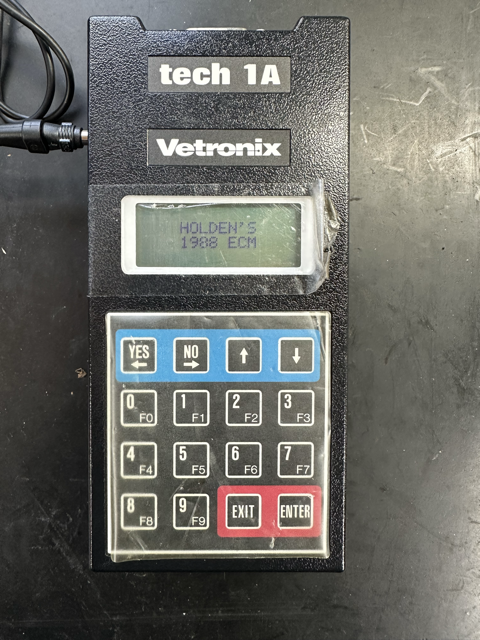 tech 1A
Vetronix
HOLDEN'S
1988 ECM
YES NO ↑ ↓
← →
0 F0 1 F1 2 F2 3 F3
4 F4 5 F5 6 F6 7 F7
8 F8 9 F9 EXIT ENTER